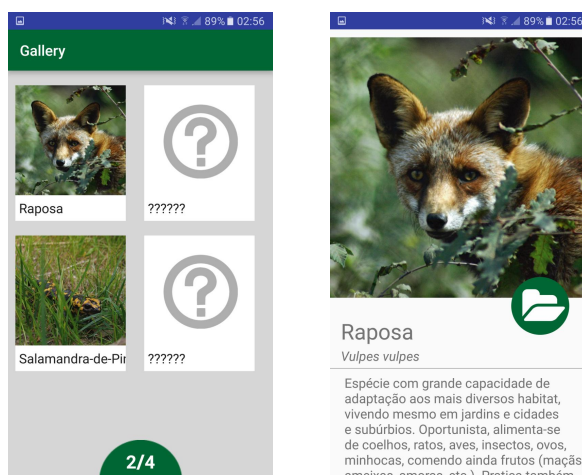 89% 02:56
Gallery
Raposa
??????
Salamandra-de-Pin
??????
2/4
89% 02:56
Raposa
Vulpes vulpes
Espécie com grande capacidade de
adaptação aos mais diversos habitat,
vivendo mesmo em jardins e cidades
e subúrbios. Oportunista, alimenta-se
de coelhos, ratos, aves, insectos, ovos,
minhocas, comendo ainda frutos (maçãs